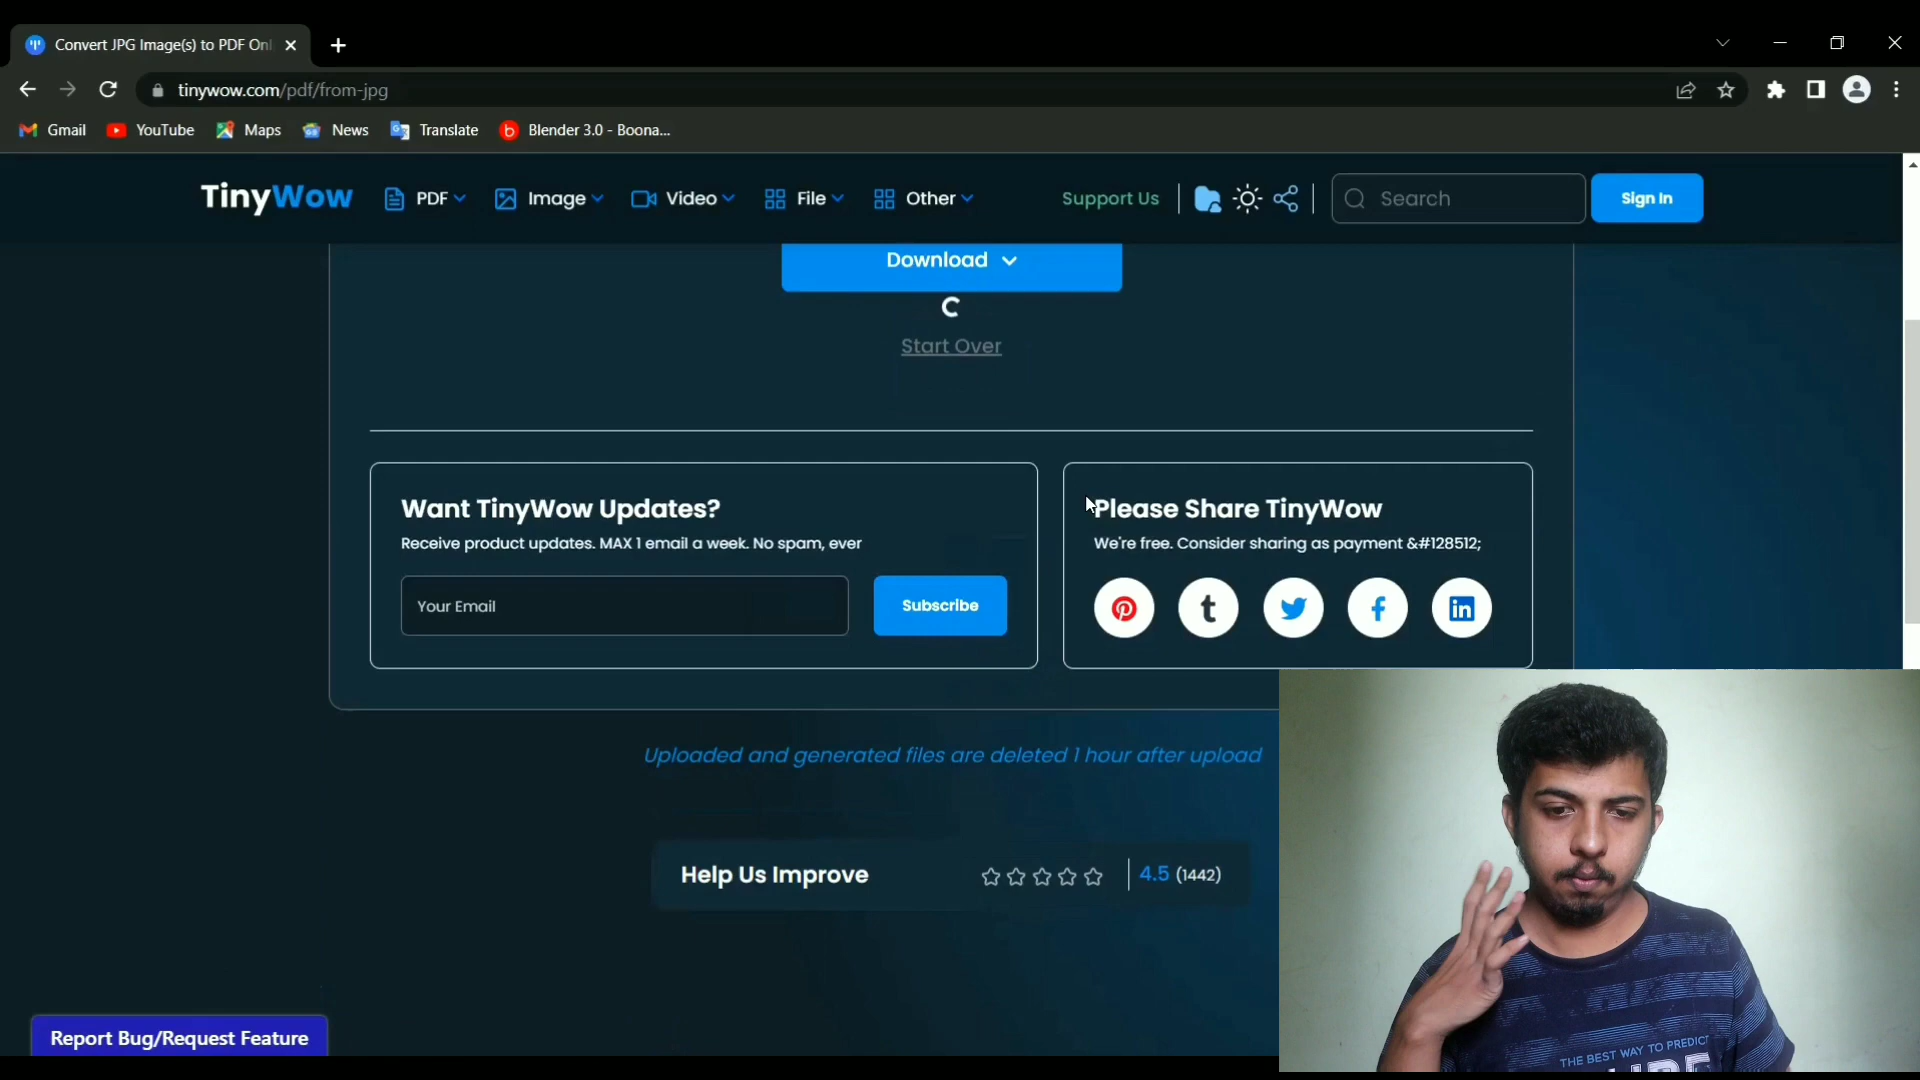 Convert JPG Image(s) to PDF Onl
tinywow.com/pdf/from-jpg
Gmail
YouTube
Maps
News
Translate
Blender 3.0 - Boona...
TinyWow
PDF
Image
Video
File
Other
Support Us
Search
Sign In
Download
Start Over
Want TinyWow Updates?
Receive product updates. MAX 1 email a week. No spam, ever
Your Email
Subscribe
Please Share TinyWow
We're free. Consider sharing as payment &#128512;
Uploaded and generated files are deleted 1 hour after upload
Help Us Improve
4.5 (1442)
Report Bug/Request Feature
THE BEST WAY TO PREDICT